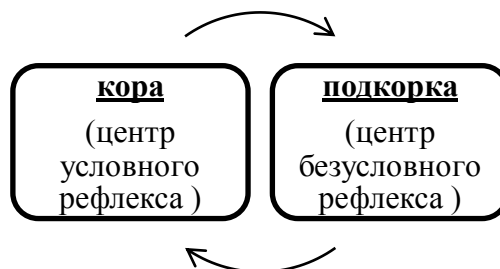 кора
(центр
условного
рефлекса )
подкорка
(центр
безусловного
рефлекса )